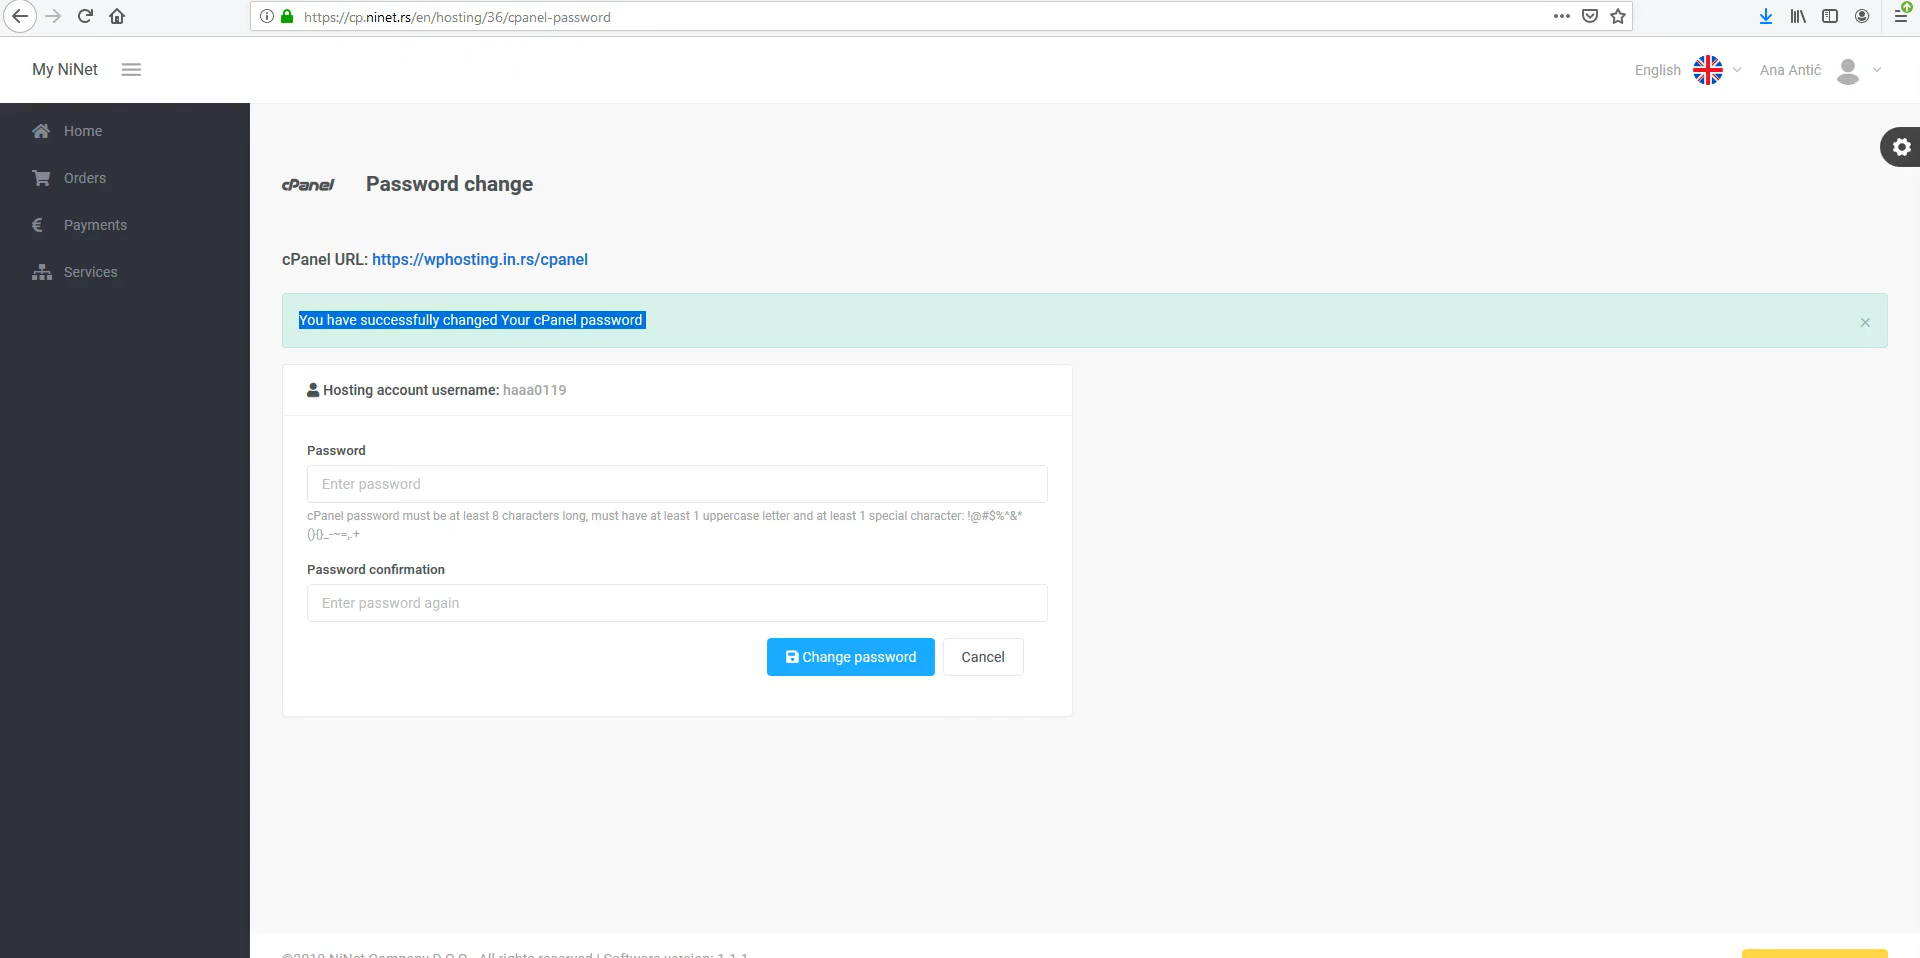 https://cp.ninet.rs/en/hosting/36/cpanel-password
My NiNet
English
Ana Antić
Home
Orders
Payments
Services
cPanel Password change
cPanel URL: https://wphosting.in.rs/cpanel
You have successfully changed Your cPanel password
×
Hosting account username: haaa0119
Password
Enter password
cPanel password must be at least 8 characters long, must have at least 1 uppercase letter and at least 1 special character: !@#$%^&*
(){}_-~=,.+
Password confirmation
Enter password again
Change password
Cancel
©2019 NiNet Company D.O.O., All rights reserved | Software version: 1.1.1